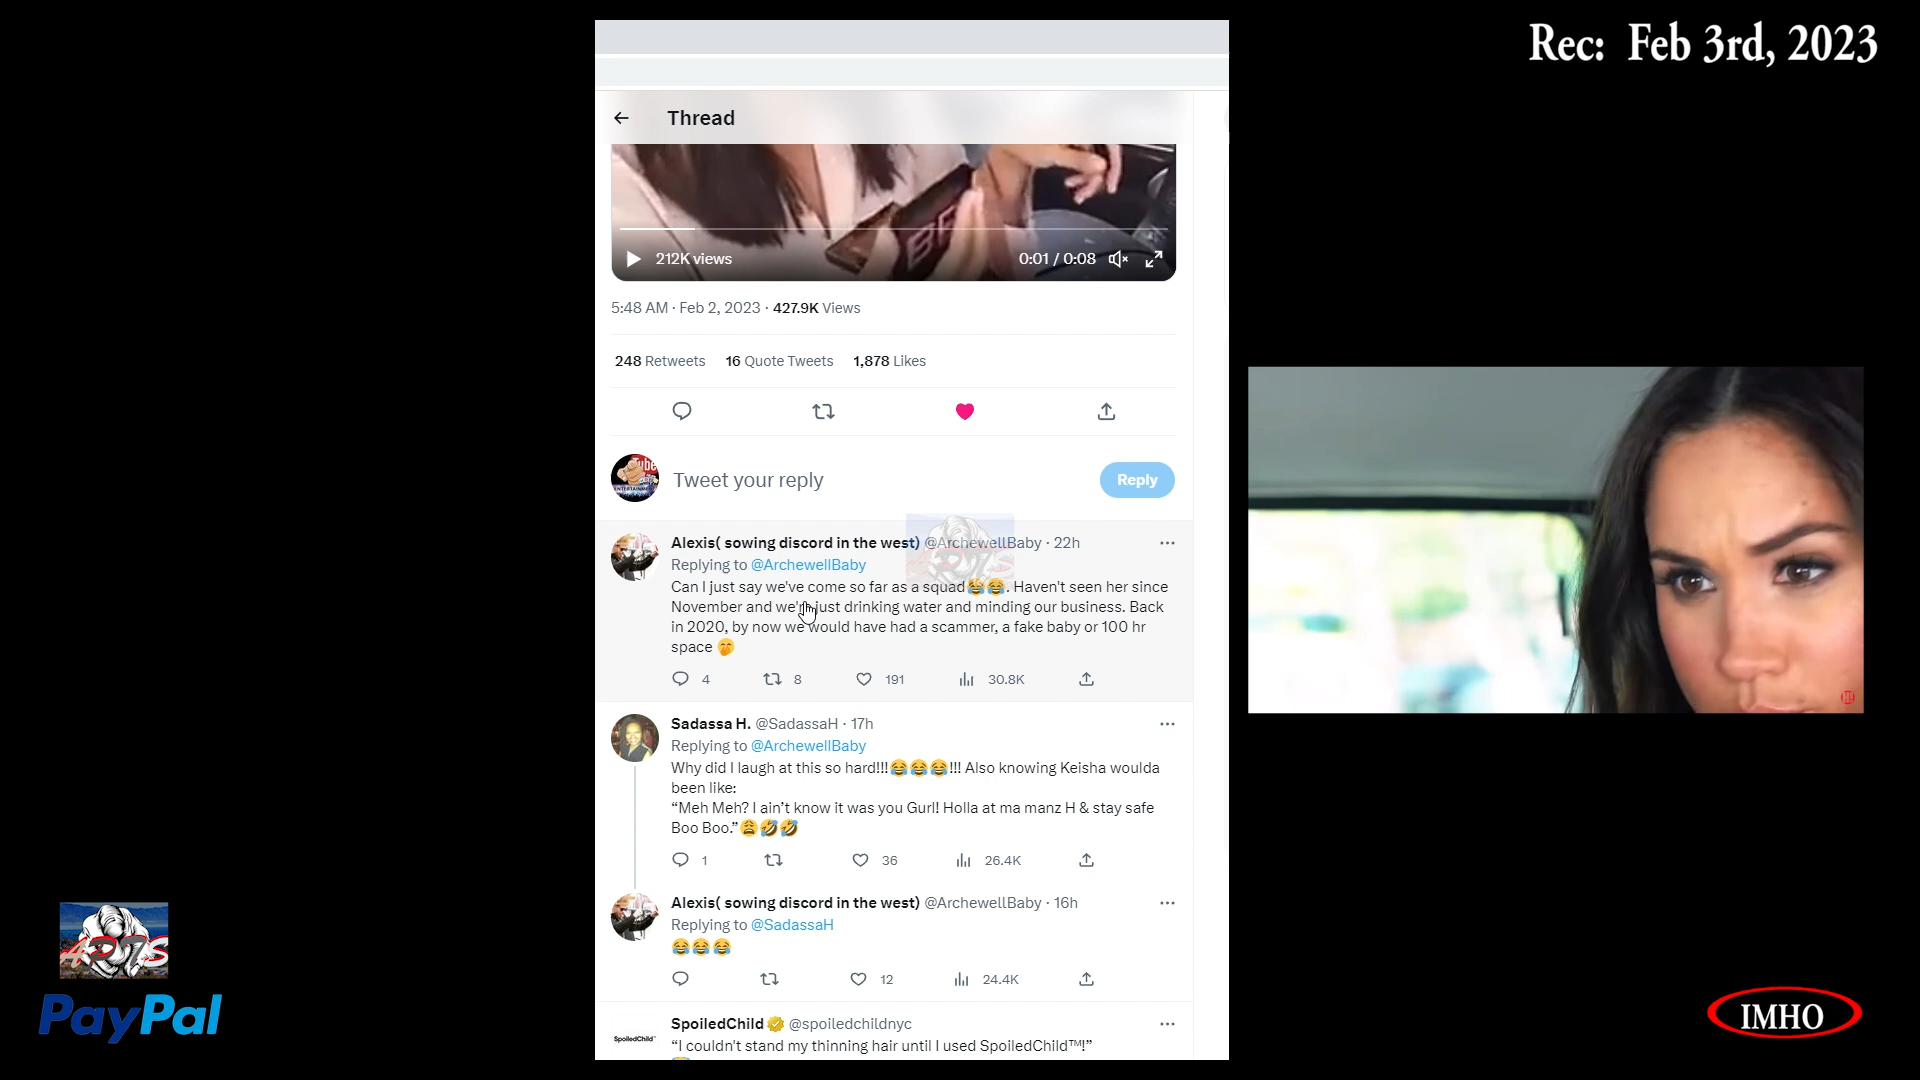 Rec: Feb 3rd, 2023
Thread
212K views
0:01 / 0:08
5:48 AM · Feb 2, 2023 · 427.9K Views
248 Retweets 16 Quote Tweets 1,878 Likes
Tweet your reply
Reply
Alexis( sowing discord in the west) @ArchewellBaby · 22h
Replying to @ArchewellBaby
Can I just say we've come so far as a squad😂😂. Haven't seen her since
November and we're just drinking water and minding our business. Back
in 2020, by now we would have had a scammer, a fake baby or 100 hr
space 🤭
4 8 191 30.8K
Sadassa H. @SadassaH · 17h
Replying to @ArchewellBaby
Why did I laugh at this so hard!!!😂😂😂!!! Also knowing Keisha woulda
been like:
“Meh Meh? I ain’t know it was you Gurl! Holla at ma manz H & stay safe
Boo Boo.”😩🤣🤣
1 36 26.4K
Alexis( sowing discord in the west) @ArchewellBaby · 16h
Replying to @SadassaH
😂😂😂
12 24.4K
SpoiledChild @spoiledchildnyc
SpoiledChild™
“I couldn't stand my thinning hair until I used SpoiledChild™!”
PayPal
IMHO